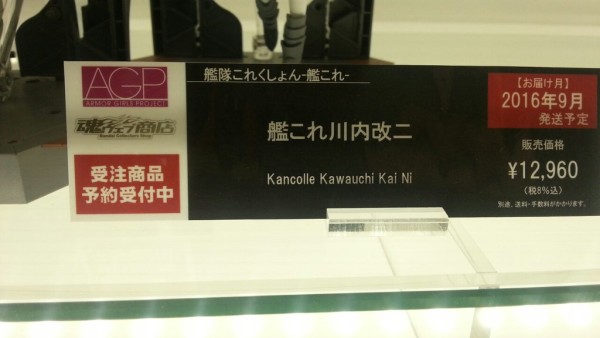 AGP
ARMOR GIRLS PROJECT
魂ウェブ商店
受注商品
予約受付中
艦隊これくしょん-艦これ-
艦これ川内改二
Kancolle Kawauchi Kai Ni
【お届け月】
2016年9月
発送予定
販売価格
¥12,960
(税8%込)
別途、送料・手数料がかかります。